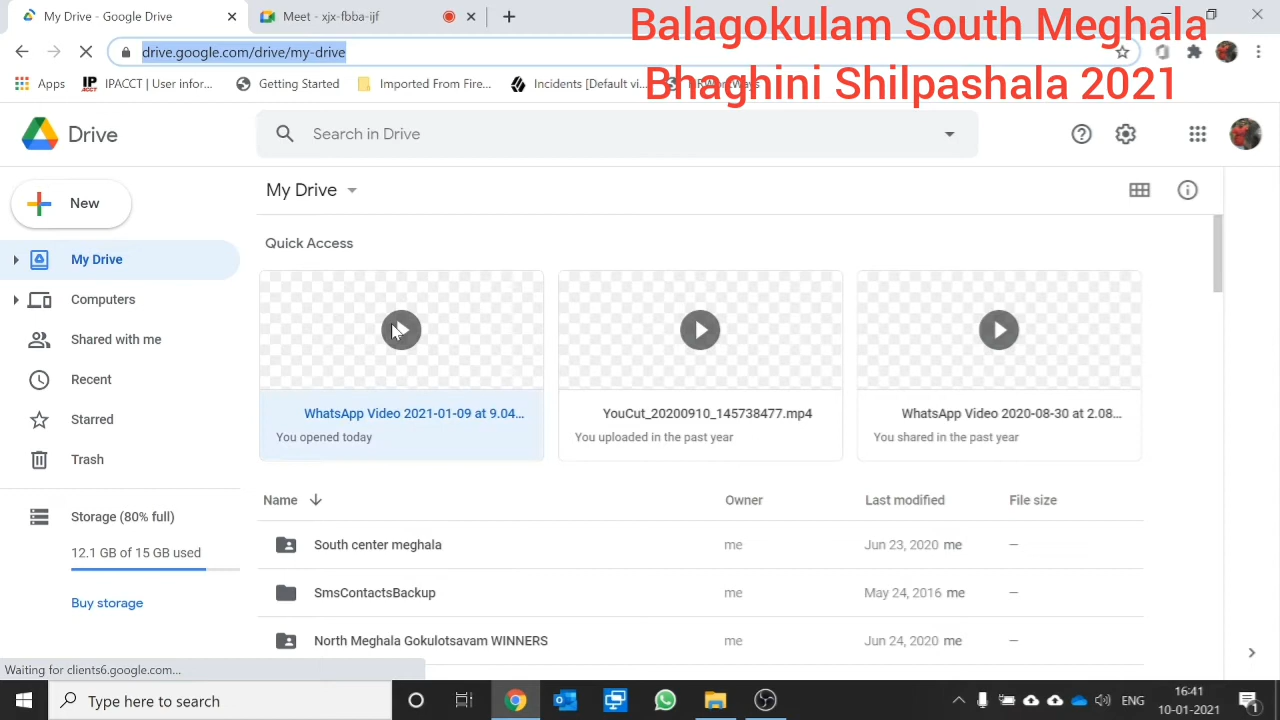 My Drive - Google Drive
Meet - xjx-fbba-ijf
Balagokulam South Meghala
drive.google.com/drive/my-drive
Apps
IP
PACCT
IPACCT | User infor...
Getting Started
Imported From Fire...
Incidents [Default vi...
Bhaghini Shilpashala 2021
Drive
Search in Drive
New
My Drive
Quick Access
My Drive
Computers
Shared with me
Recent
Starred
Trash
Storage (80% full)
12.1 GB of 15 GB used
Buy storage
WhatsApp Video 2021-01-09 at 9.04...
You opened today
YouCut_20200910_145738477.mp4
You uploaded in the past year
WhatsApp Video 2020-08-30 at 2.08...
You shared in the past year
Name Owner Last modified File size
South center meghala me Jun 23, 2020 me –
SmsContactsBackup me May 24, 2016 me –
North Meghala Gokulotsavam WINNERS me Jun 24, 2020 me –
Waiting for clients6.google.com...
Type here to search
ENG
16:41
10-01-2021
1